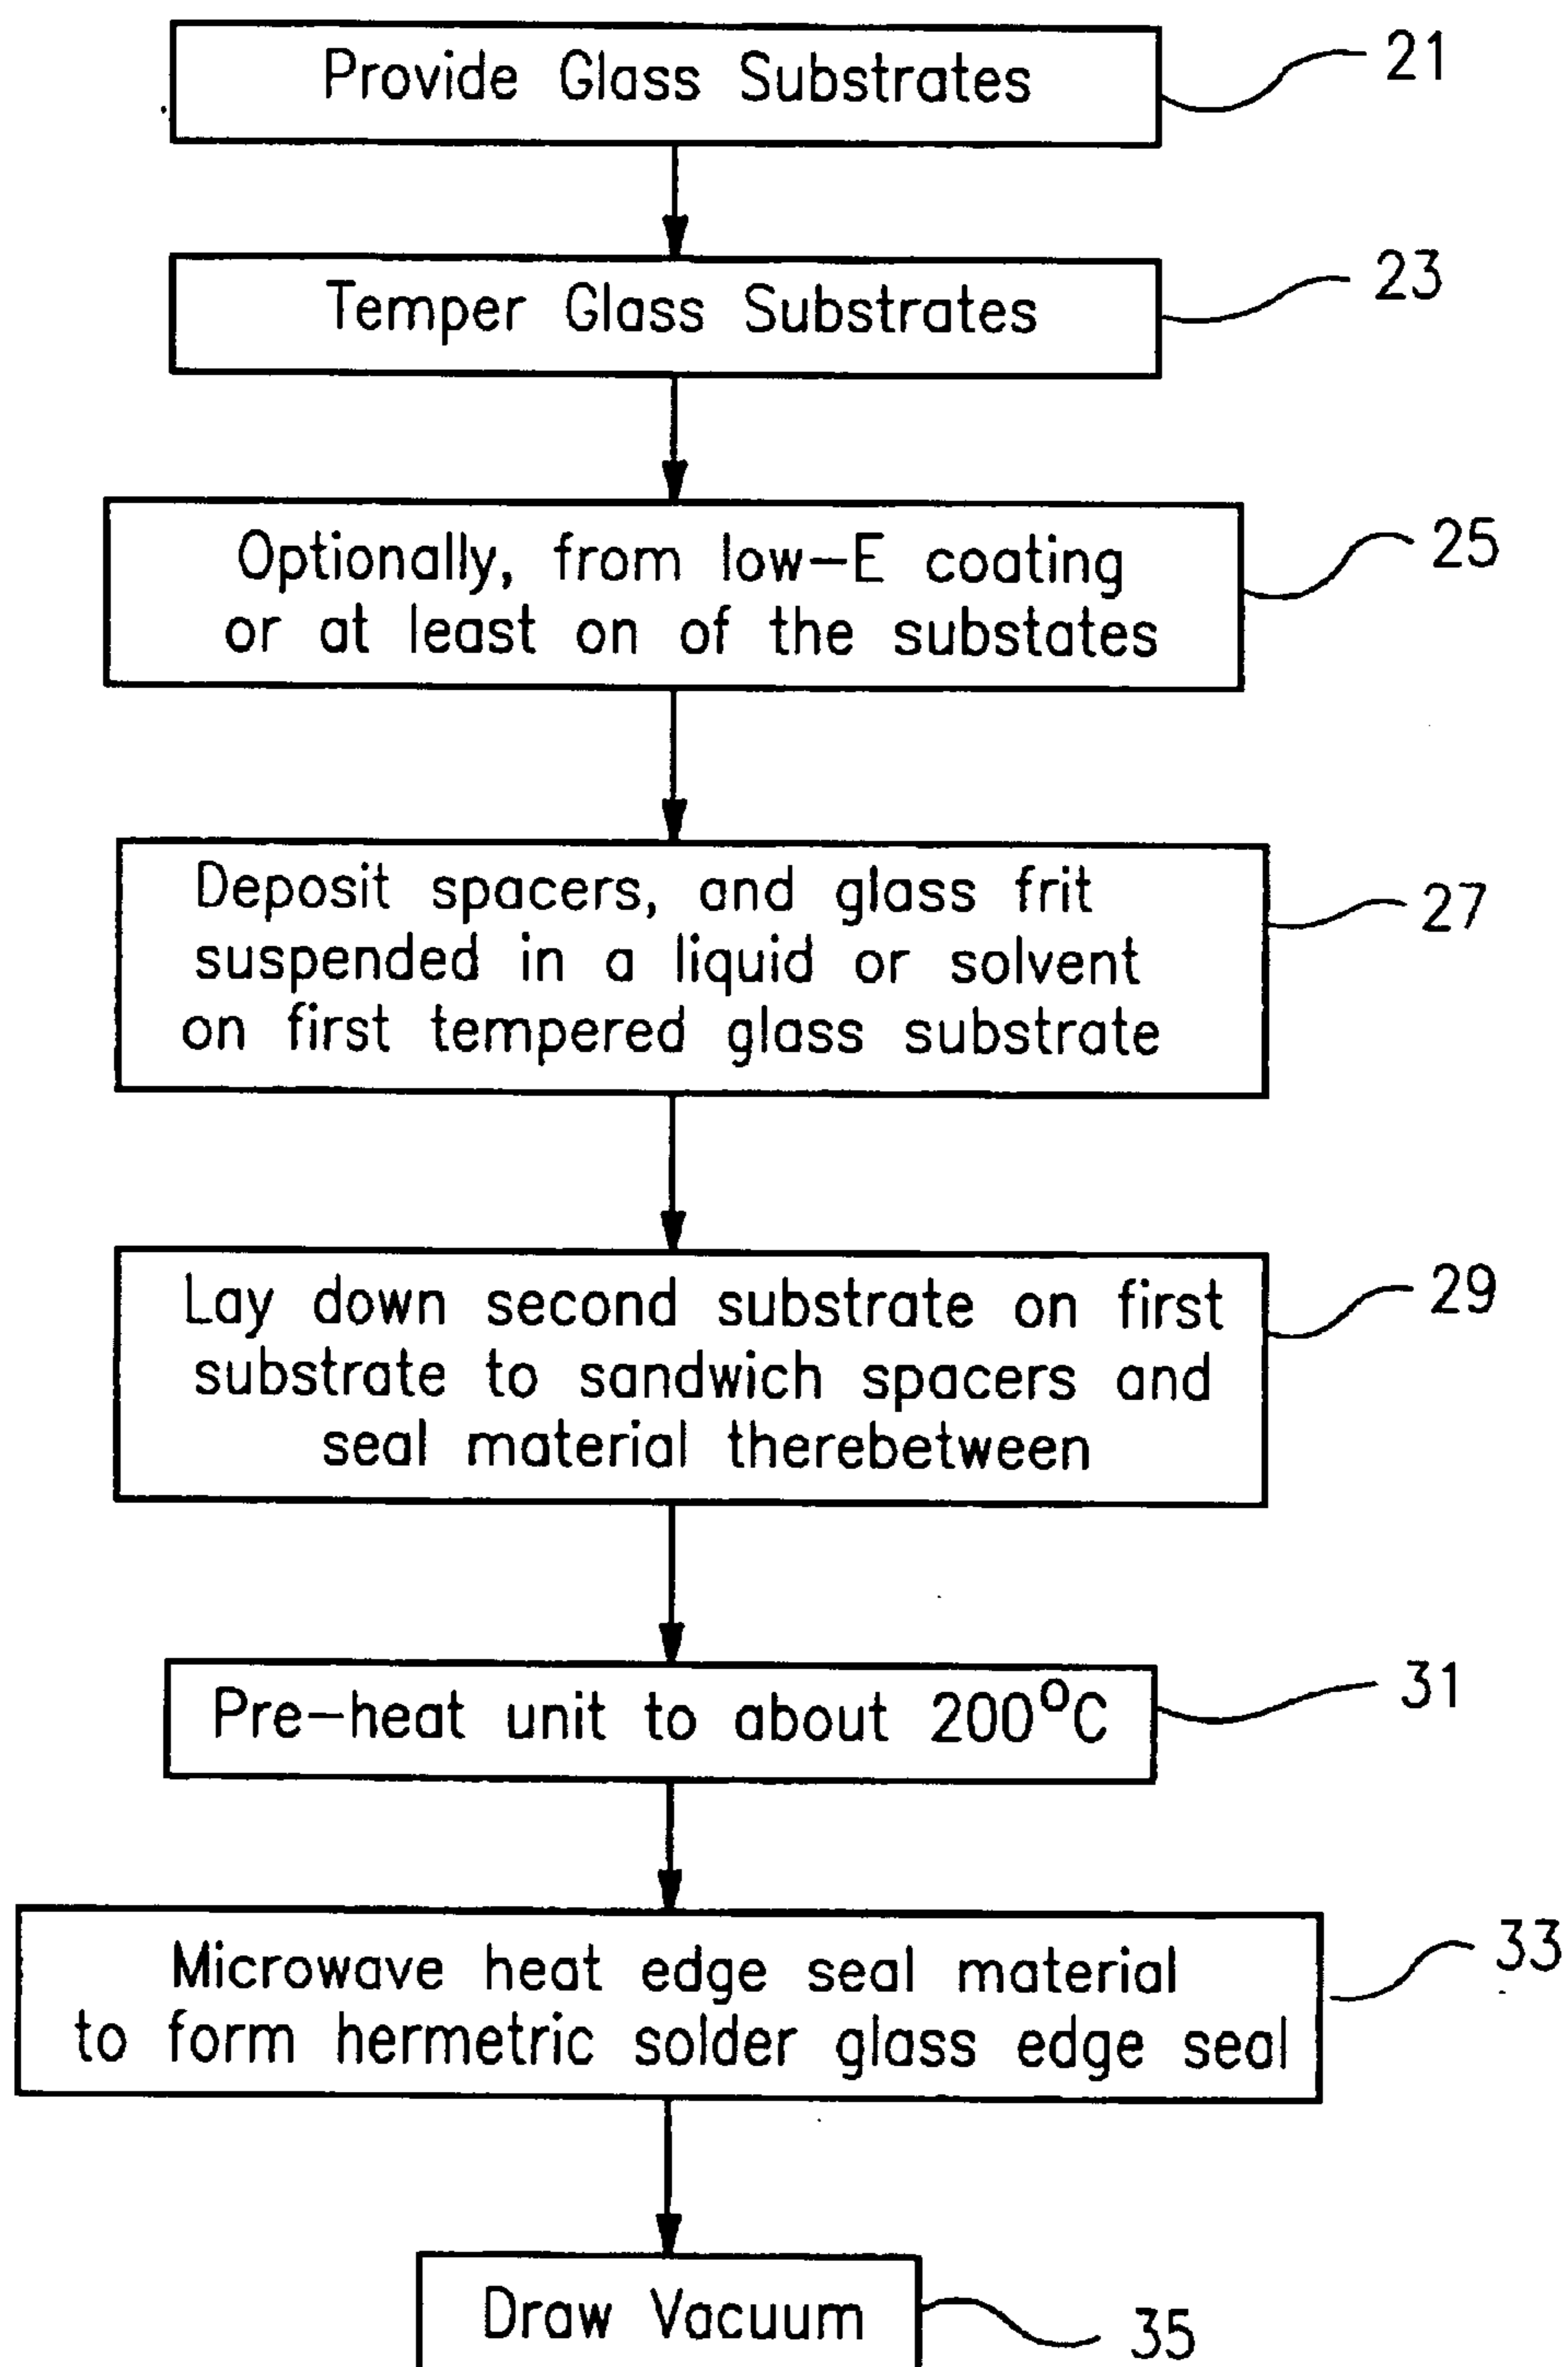 Provide Glass Substrates
21
Temper Glass Substrates
23
Optionally, from low-E coating
or at least on of the substates
25
Deposit spacers, and glass frit
suspended in a liquid or solvent
on first tempered glass substrate
27
Lay down second substrate on first
substrate to sandwich spacers and
seal material therebetween
29
Pre-heat unit to about 200°C
31
Microwave heat edge seal material
to form hermetric solder glass edge seal
33
Draw Vacuum
35